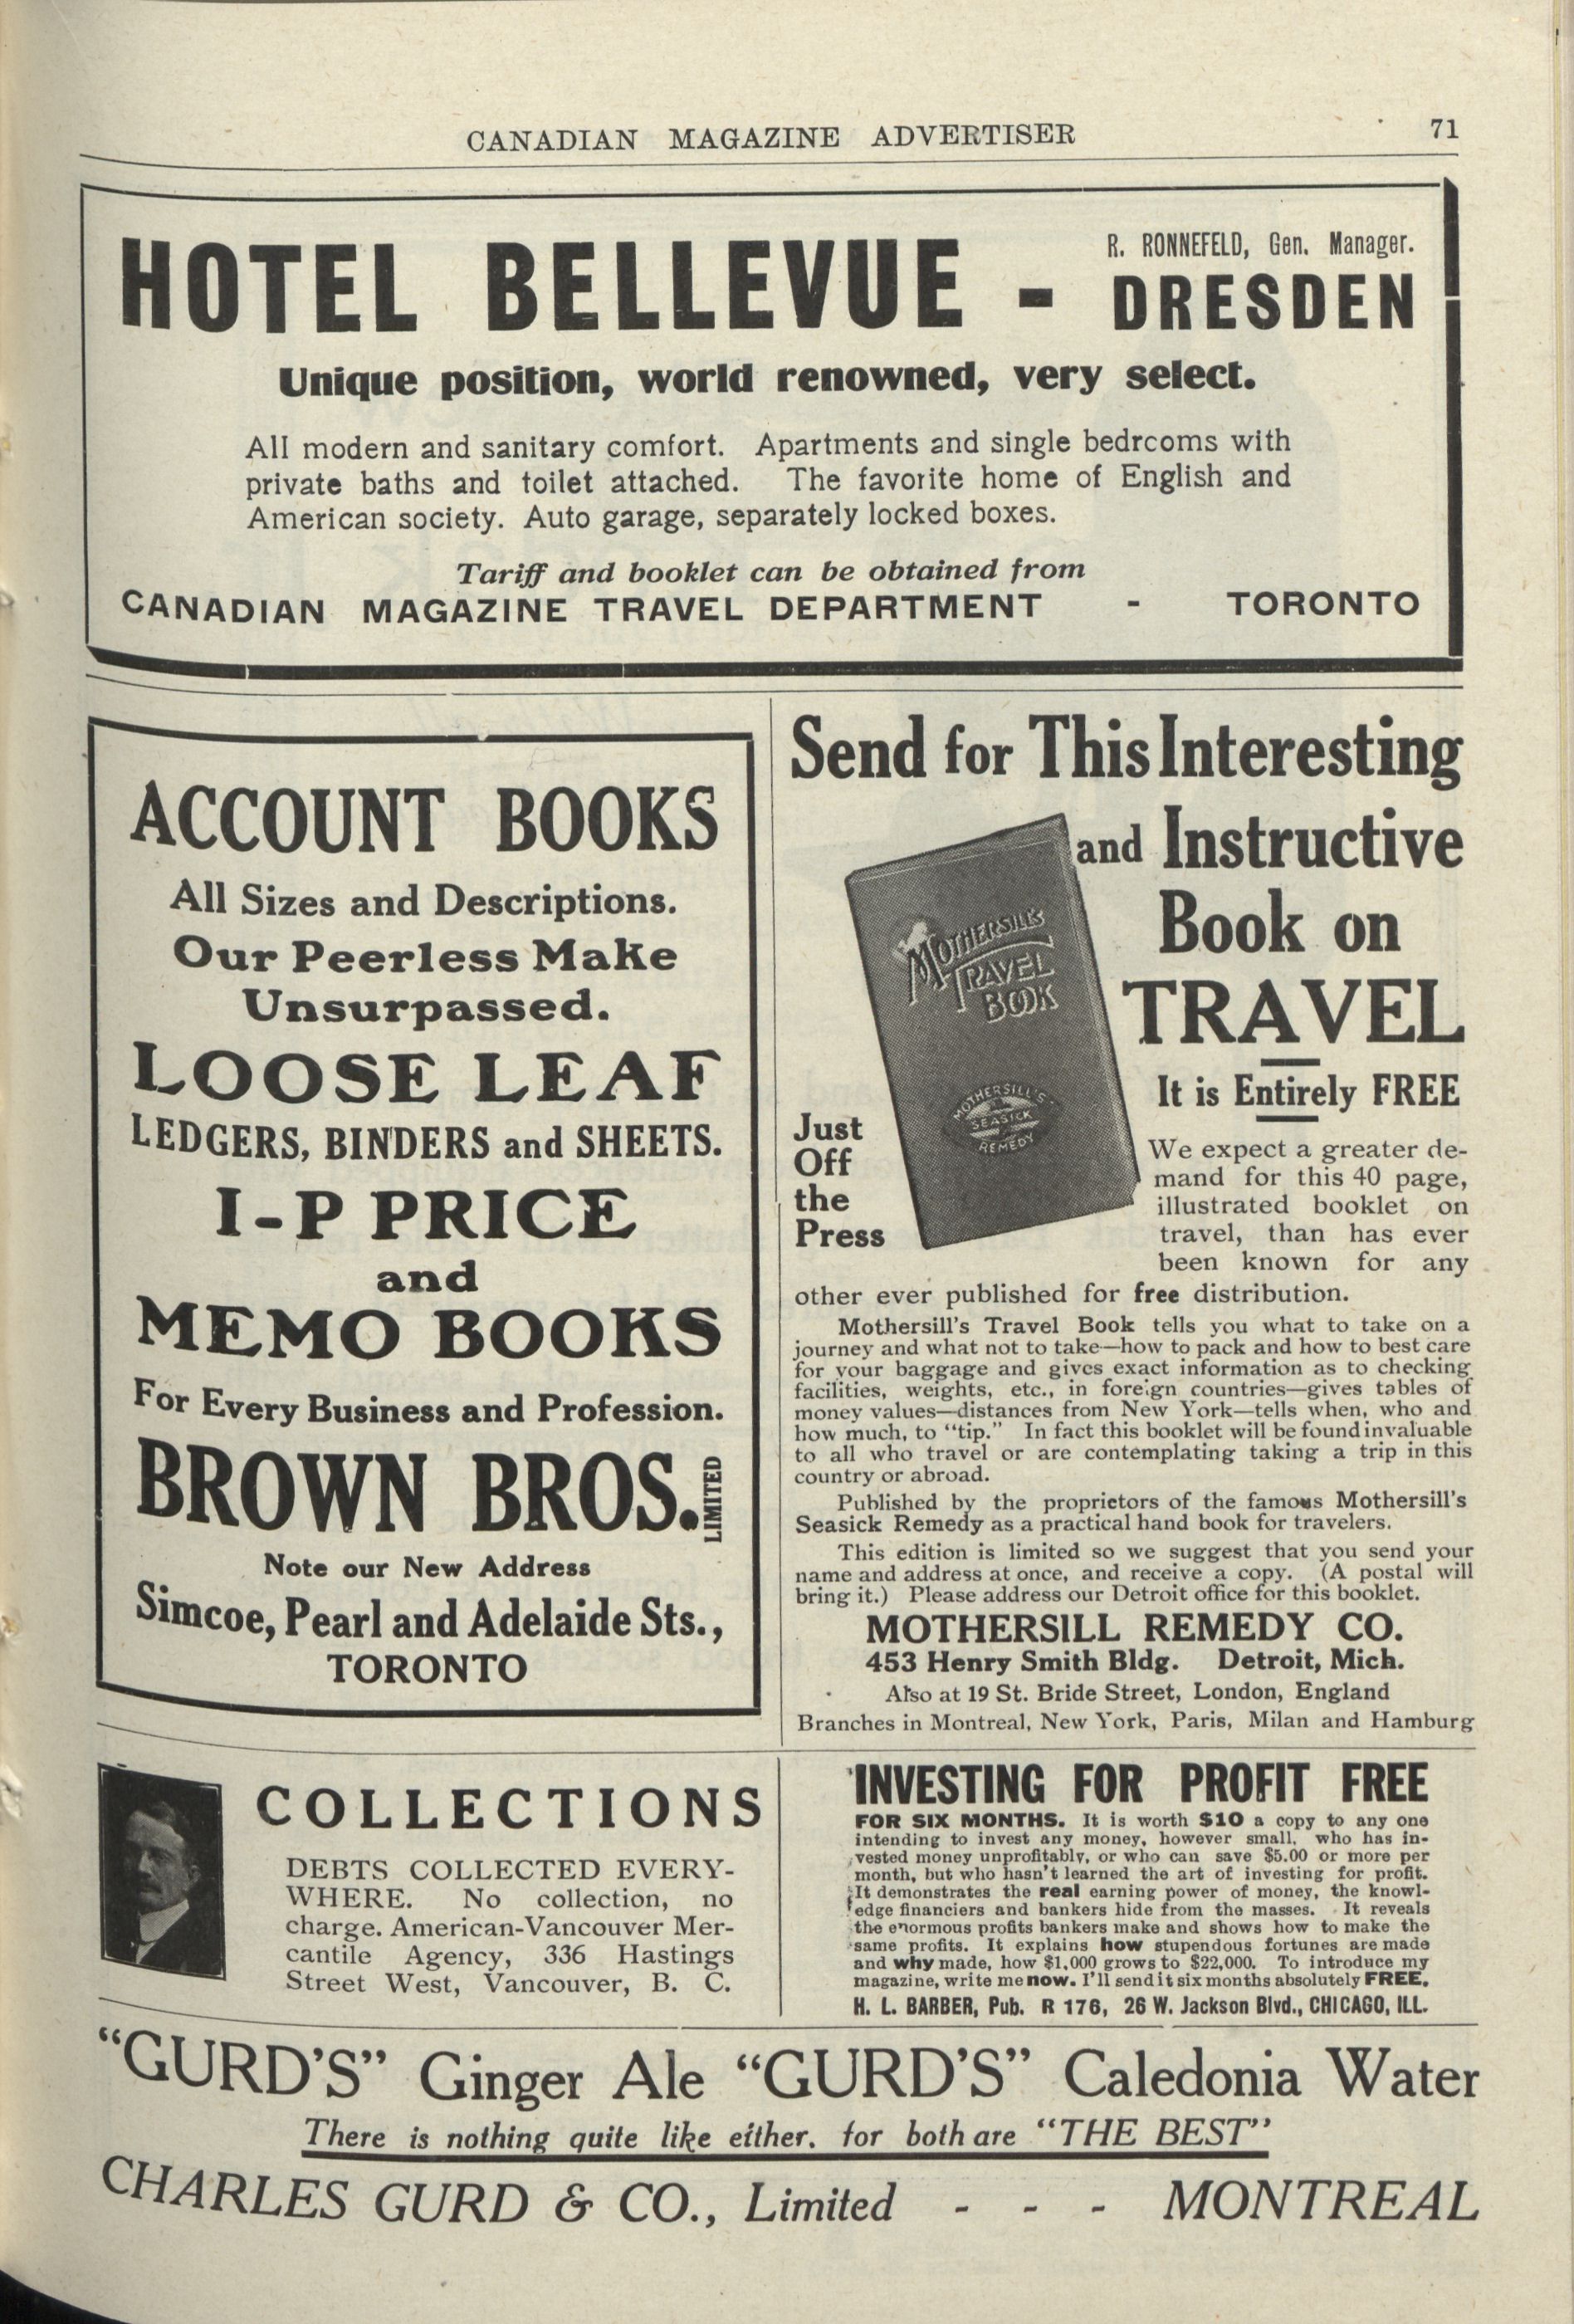 CANADIAN MAGAZINE ADVERTISER
71
HOTEL BELLEVUE -
R. RONNEFELD, Gen. Manager.
DRESDEN
Unique position, world renowned, very select.
All modern and sanitary comfort. Apartments and single bedrooms with
private baths and toilet attached. The favorite home of English and
American society. Auto garage, separately locked boxes.
Tariff and booklet can be obtained from
CANADIAN MAGAZINE TRAVEL DEPARTMENT - TORONTO
ACCOUNT BOOKS
All Sizes and Descriptions.
Our Peerless Make
Unsurpassed.
LOOSE LEAF
LEDGERS, BINDERS and SHEETS.
I-P PRICE
and
MEMO BOOKS
For Every Business and Profession.
BROWN BROS. LIMITED
Note our New Address
Simcoe, Pearl and Adelaide Sts.,
TORONTO
Send for This Interesting
and Instructive
Book on
TRAVEL
It is Entirely FREE
MOTHERSILL'S
TRAVEL
BOOK
MOTHERSILL'S
SEASICK
REMEDY
Just
Off
the
Press
We expect a greater de-
mand for this 40 page,
illustrated booklet on
travel, than has ever
been known for any
other ever published for free distribution.
Mothersill's Travel Book tells you what to take on a
journey and what not to take—how to pack and how to best care
for your baggage and gives exact information as to checking
facilities, weights, etc., in foreign countries—gives tables of
money values—distances from New York—tells when, who and
how much, to "tip." In fact this booklet will be found invaluable
to all who travel or are contemplating taking a trip in this
country or abroad.
Published by the proprietors of the famous Mothersill's
Seasick Remedy as a practical hand book for travelers.
This edition is limited so we suggest that you send your
name and address at once, and receive a copy. (A postal will
bring it.) Please address our Detroit office for this booklet.
MOTHERSILL REMEDY CO.
453 Henry Smith Bldg. Detroit, Mich.
Also at 19 St. Bride Street, London, England
Branches in Montreal, New York, Paris, Milan and Hamburg
COLLECTIONS
DEBTS COLLECTED EVERY-
WHERE. No collection, no
charge. American-Vancouver Mer-
cantile Agency, 336 Hastings
Street West, Vancouver, B. C.
INVESTING FOR PROFIT FREE
FOR SIX MONTHS. It is worth $10 a copy to any one
intending to invest any money, however small, who has in-
vested money unprofitably, or who can save $5.00 or more per
month, but who hasn't learned the art of investing for profit.
It demonstrates the real earning power of money, the knowl-
edge financiers and bankers hide from the masses. It reveals
the enormous profits bankers make and shows how to make the
same profits. It explains how stupendous fortunes are made
and why made, how $1,000 grows to $22,000. To introduce my
magazine, write me now. I'll send it six months absolutely FREE.
H. L. BARBER, Pub. R 176, 26 W. Jackson Blvd., CHICAGO, ILL.
"GURD'S" Ginger Ale "GURD'S" Caledonia Water
There is nothing quite like either. for both are "THE BEST"
CHARLES GURD & CO., Limited - - - MONTREAL